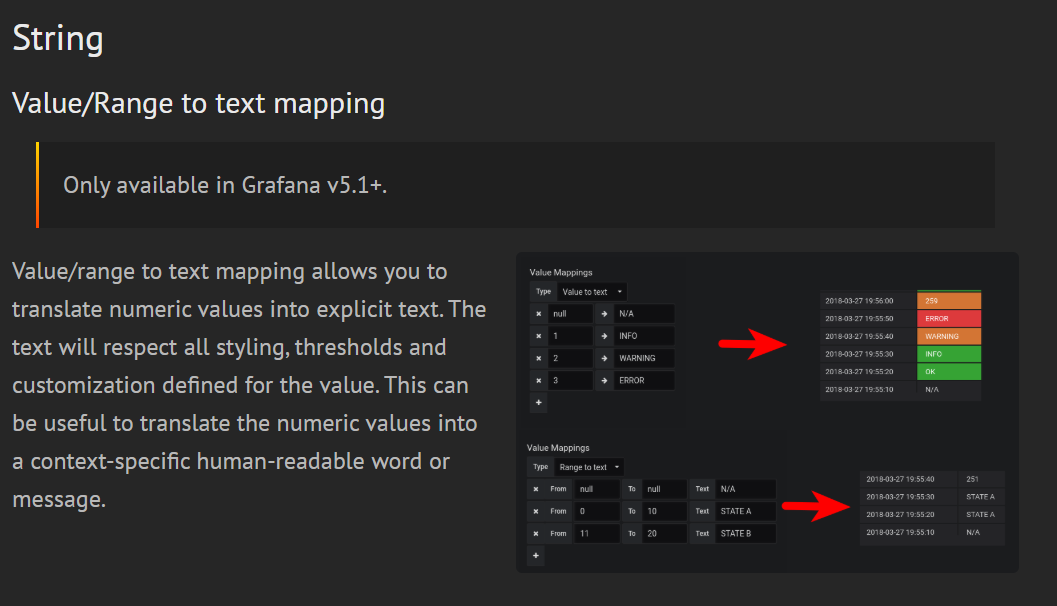 String
Value/Range to text mapping
Only available in Grafana v5.1+.
Value/range to text mapping allows you to
translate numeric values into explicit text. The
text will respect all styling, thresholds and
customization defined for the value. This can
be useful to translate the numeric values into
a context-specific human-readable word or
message.
Value Mappings
Type Value to text
null N/A
1 INFO
2 WARNING
3 ERROR
2018-03-27 19:56:00 259
2018-03-27 19:55:50 ERROR
2018-03-27 19:55:40 WARNING
2018-03-27 19:55:30 INFO
2018-03-27 19:55:20 OK
2018-03-27 19:55:10 N/A
Value Mappings
Type Range to text
From null To null Text N/A
From 0 To 10 Text STATE A
From 11 To 20 Text STATE B
2018-03-27 19:55:40 251
2018-03-27 19:55:30 STATE A
2018-03-27 19:55:20 STATE A
2018-03-27 19:55:10 N/A